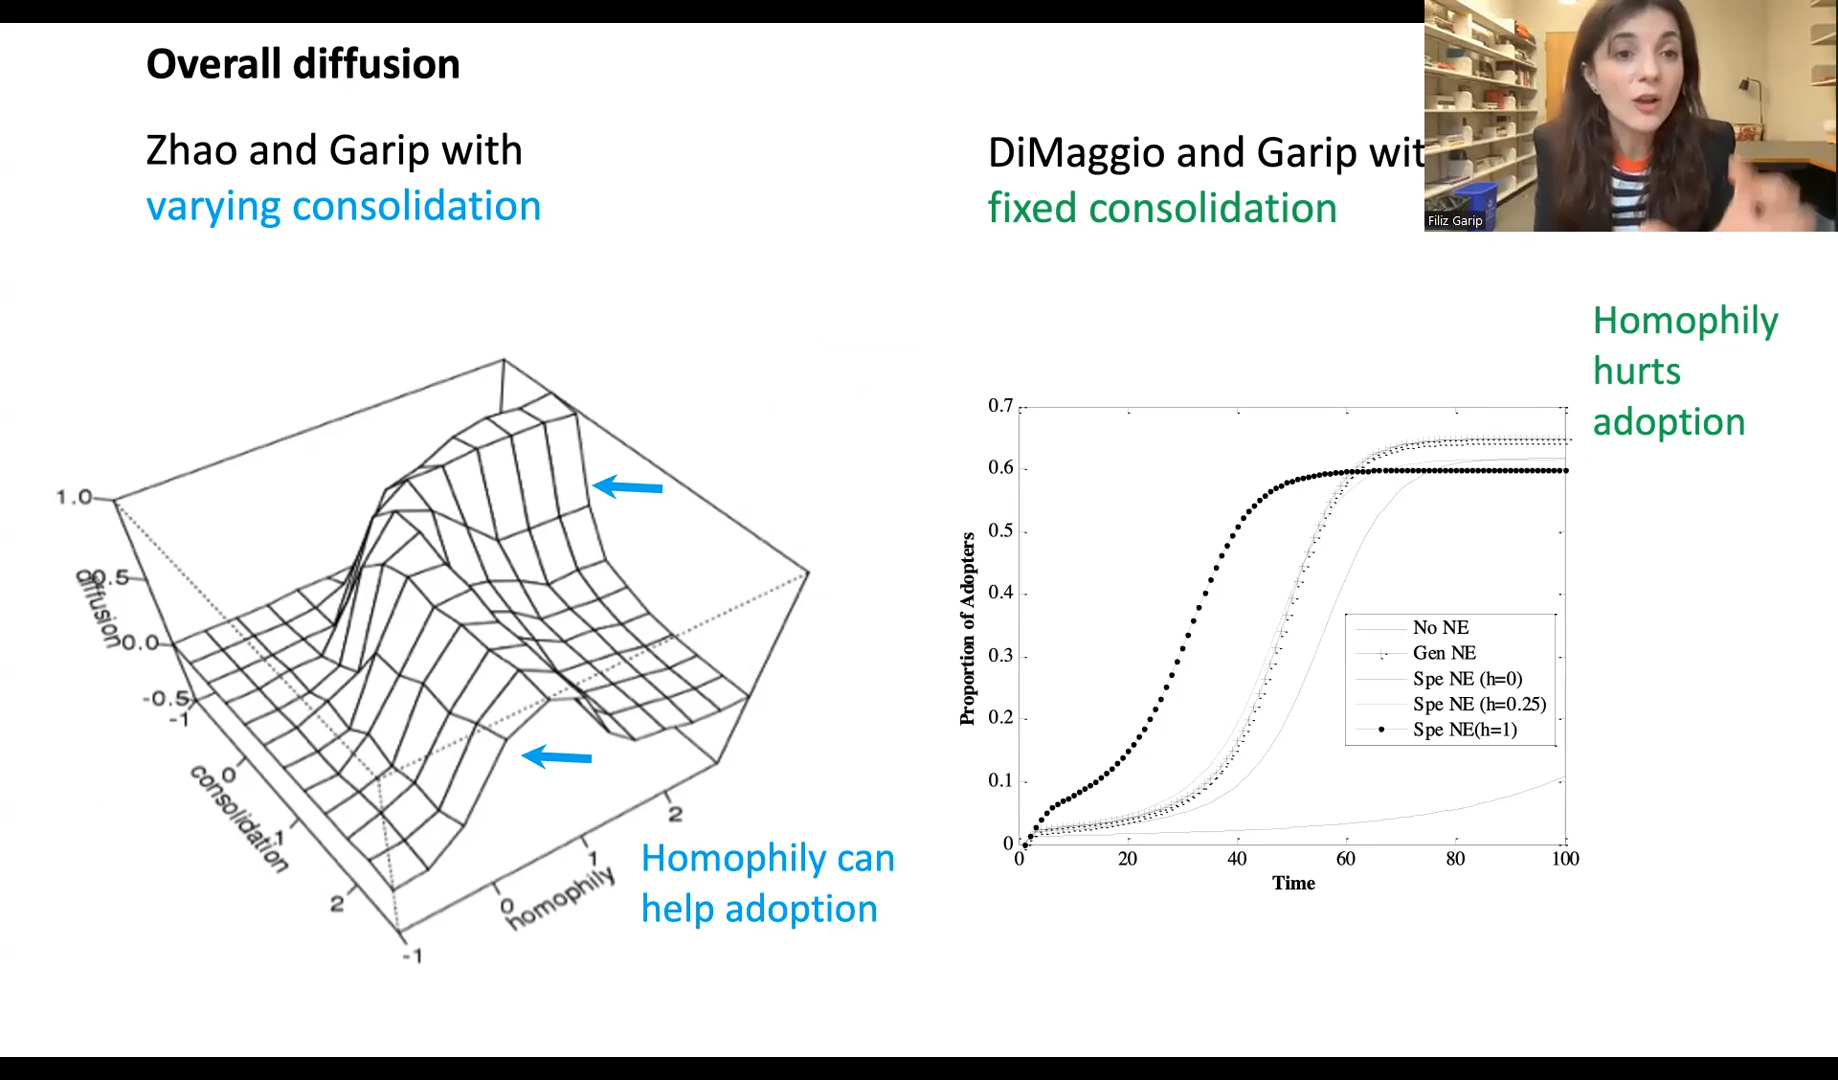 Overall diffusion
Zhao and Garip with
varying consolidation
DiMaggio and Garip wit
fixed consolidation
Filiz Garip
Homophily
hurts
adoption
1.0
0.5
0.0
-0.5
diffusion
-1
0
1
2
consolidation
-1
0
1
2
homophily
Homophily can
help adoption
0.7
0.6
0.5
0.4
0.3
0.2
0.1
0
Proportion of Adopters
No NE
Gen NE
Spe NE (h=0)
Spe NE (h=0.25)
Spe NE(h=1)
0 20 40 60 80 100
Time